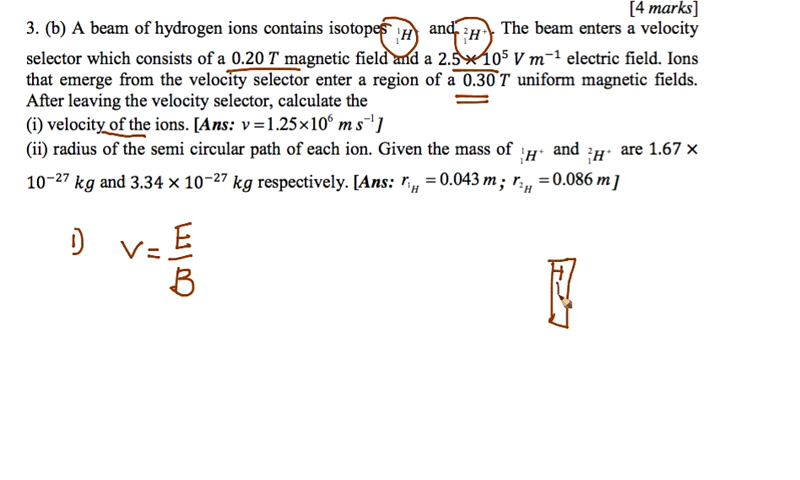 [4 marks]
3. (b) A beam of hydrogen ions contains isotopes ¹₁H⁺ and ²₁H⁺. The beam enters a velocity
selector which consists of a 0.20 T magnetic field and a 2.5 × 10⁵ V m⁻¹ electric field. Ions
that emerge from the velocity selector enter a region of a 0.30 T uniform magnetic fields.
After leaving the velocity selector, calculate the
(i) velocity of the ions. [Ans: v = 1.25×10⁶ m s⁻¹]
(ii) radius of the semi circular path of each ion. Given the mass of ¹₁H⁺ and ²₁H⁺ are 1.67 ×
10⁻²⁷ kg and 3.34 × 10⁻²⁷ kg respectively. [Ans: r₁H = 0.043 m ; r₂H = 0.086 m]
i) v = E
B